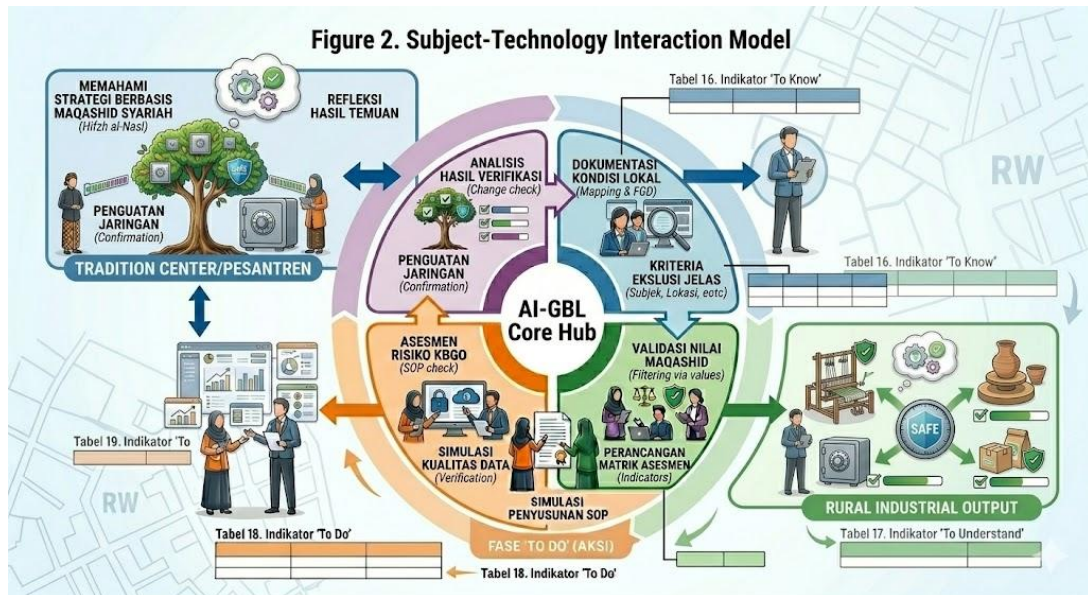 Figure 2. Subject-Technology Interaction Model
MEMAHAMI
STRATEGI BERBASIS
MAQASHID SYARIAH
(Hifzh al-Nasl)
REFLEKSI
HASIL TEMUAN
PENGUATAN
JARINGAN
(Confirmation)
SAFE
TRADITION CENTER/PESANTREN
ANALISIS
HASIL VERIFIKASI
(Change check)
PENGUATAN
JARINGAN
(Confirmation)
DOKUMENTASI
KONDISI LOKAL
(Mapping & FGD)
KRITERIA
EKSLUSI JELAS
(Subjek, Lokasi, eotc)
Tabel 16. Indikator 'To Know'
RW
Tabel 16. Indikator 'To Know'
AI-GBL
Core Hub
ASESMEN
RISIKO KBGO
(SOP check)
SIMULASI
KUALITAS DATA
(Verification)
VALIDASI NILAI
MAQASHID
(Filtering via values)
PERANCANGAN
MATRIK ASESMEN
(Indicators)
SIMULASI
PENYUSUNAN SOP
FASE 'TO DO' (AKSI)
SAFE
RURAL INDUSTRIAL OUTPUT
Tabel 19. Indikator 'To
RW
Tabel 18. Indikator 'To Do'
Tabel 18. Indikator 'To Do'
Tabel 17. Indikator 'To Understand'